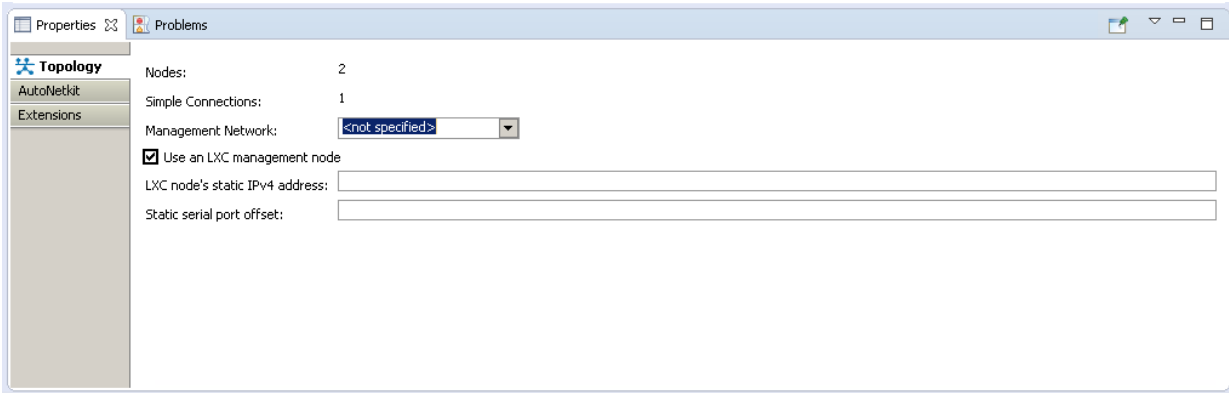 Properties Problems
Topology
AutoNetkit
Extensions
Nodes: 2
Simple Connections: 1
Management Network: <not specified>
Use an LXC management node
LXC node's static IPv4 address:
Static serial port offset: